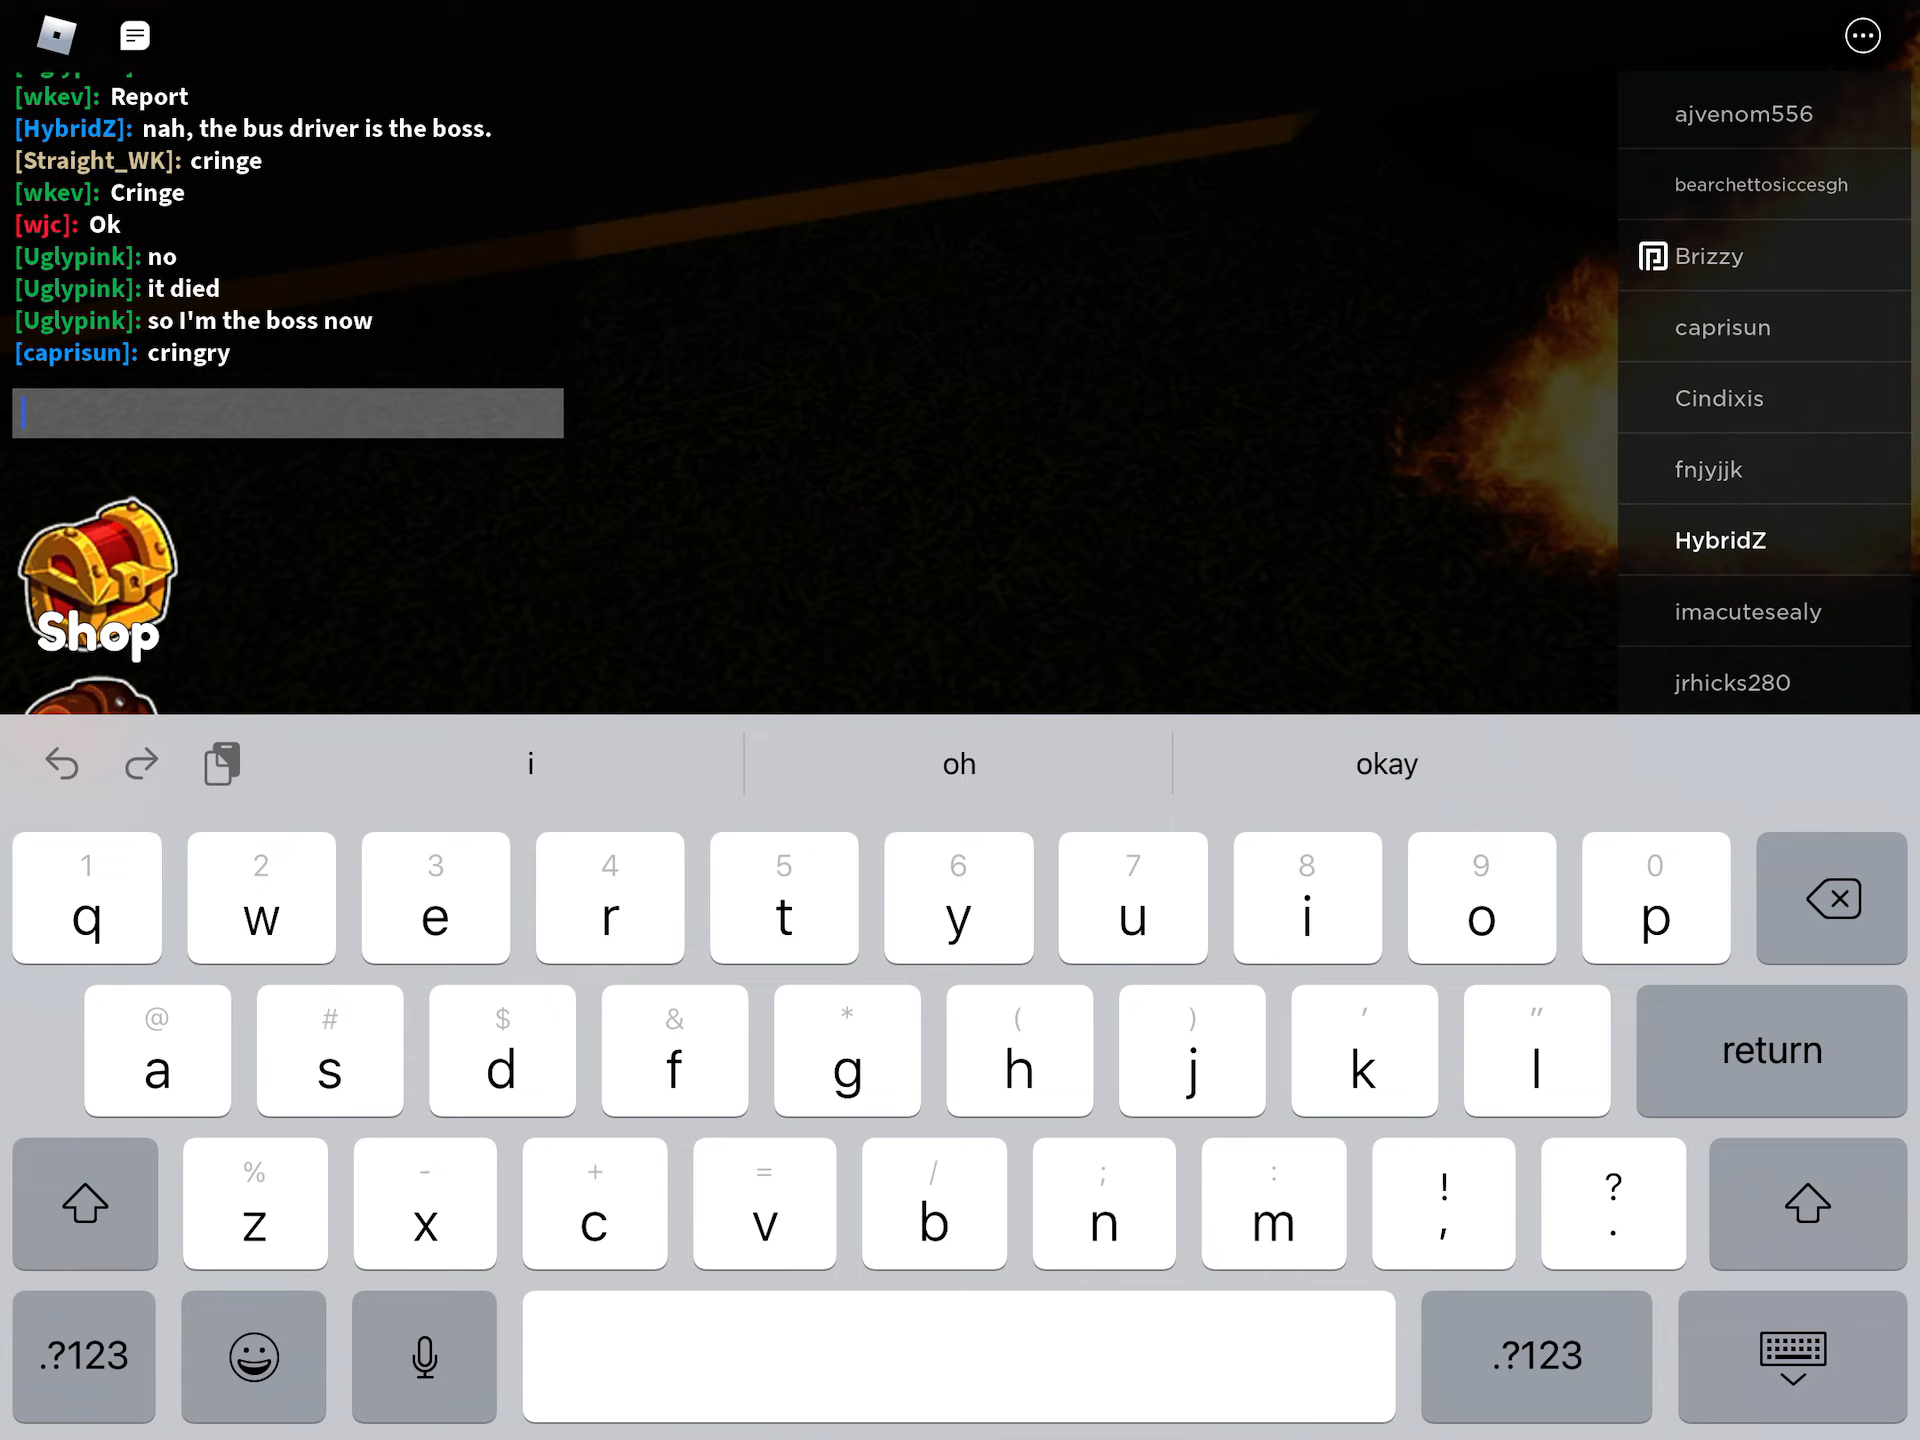 [wkev]: Report
[HybridZ]: nah, the bus driver is the boss.
[Straight_WK]: cringe
[wkev]: Cringe
[wjc]: Ok
[Uglypink]: no
[Uglypink]: it died
[Uglypink]: so I'm the boss now
[caprisun]: cringry
ajvenom556
bearchettosiccesgh
Brizzy
caprisun
Cindixis
fnjyjjk
HybridZ
imacutesealy
jrhicks280
Shop
i oh okay
1 2 3 4 5 6 7 8 9 0
q w e r t y u i o p
@ # $ & * ( ) ' "
a s d f g h j k l return
% - + = / ; : ! ?
z x c v b n m , .
.?123 .?123